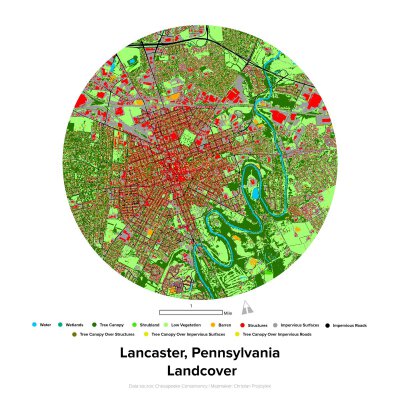 1
Mile
Water Wetlands Tree Canopy Shrubland Low Vegetation Barren Structures Impervious Surfaces Impervious Roads
Tree Canopy Over Structures Tree Canopy Over Impervious Surfaces Tree Canopy Over Impervious Roads
Lancaster, Pennsylvania
Landcover
Data source: Chesapeake Conservancy | Mapmaker: Christian